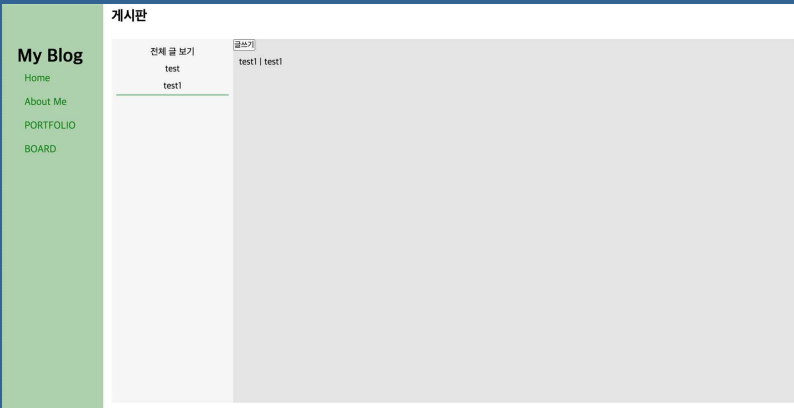 게시판
My Blog
Home
About Me
PORTFOLIO
BOARD
전체 글 보기
test
test1
글쓰기
test1 | test1